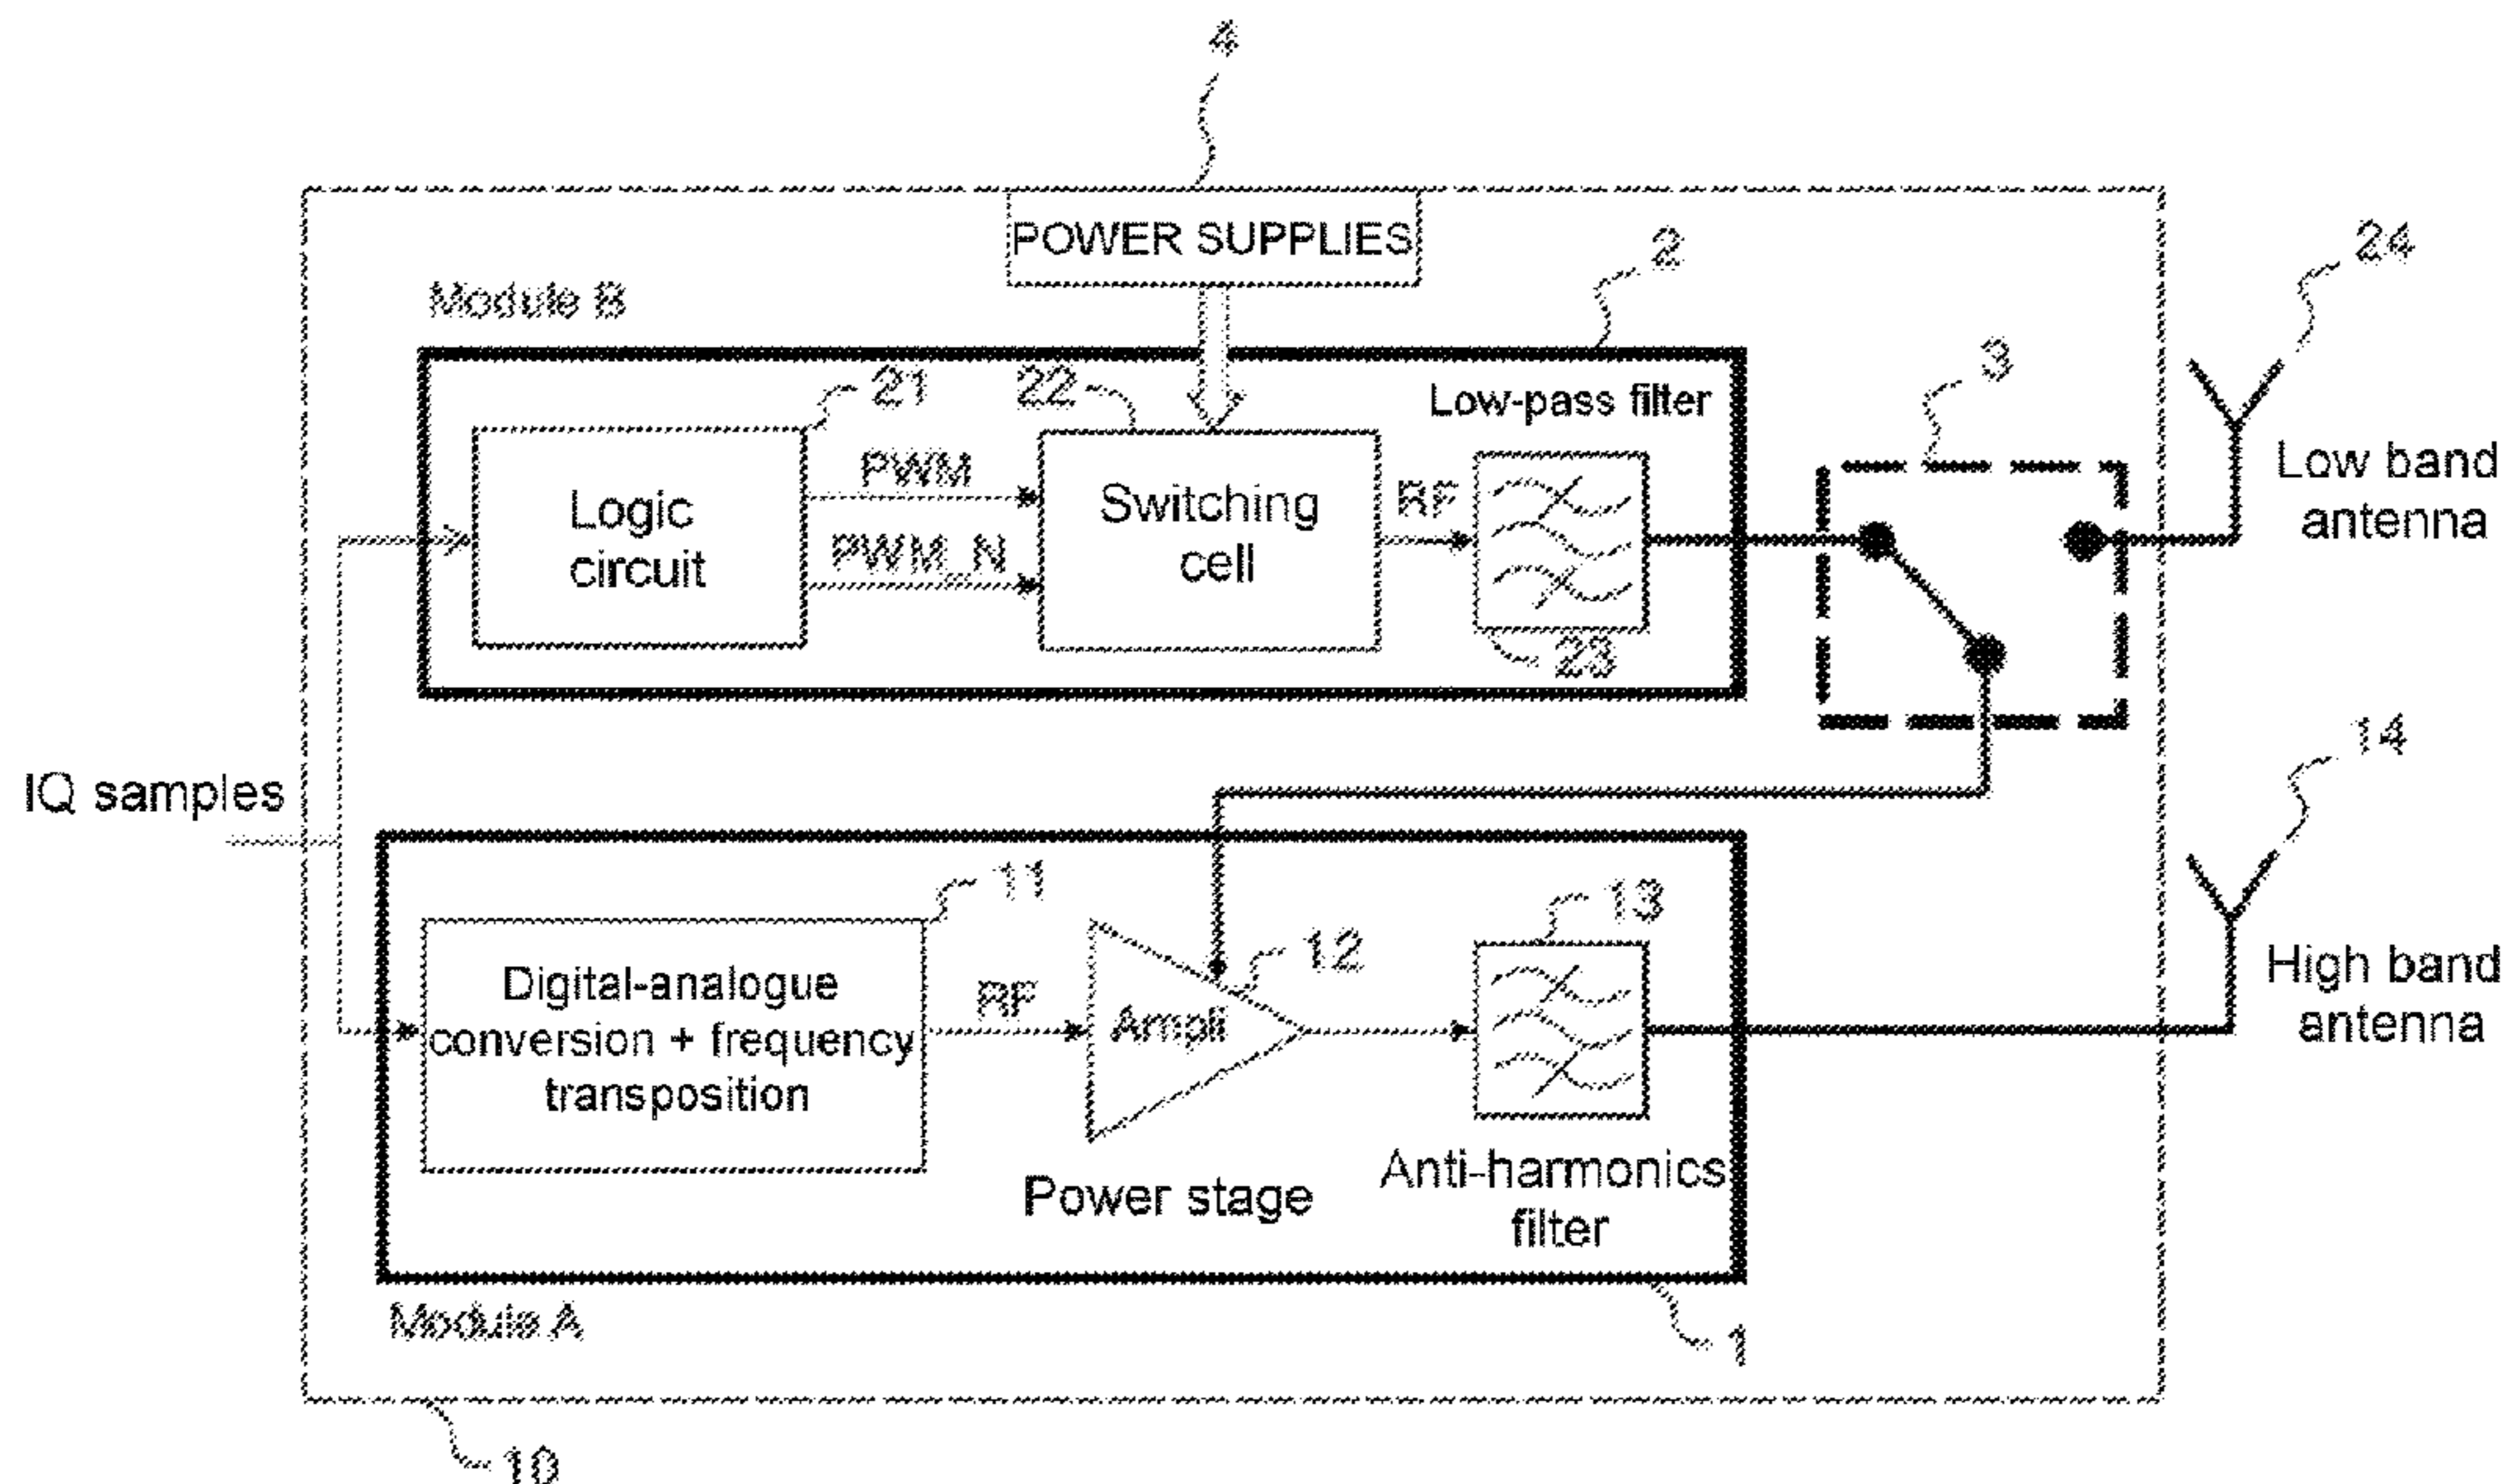 4
POWER SUPPLIES
Module B
2
24
3
21
22
Low-pass filter
PWM
PWM_N
RF
Logic
circuit
Switching
cell
23
Low band
antenna
14
IQ samples
11
12
13
Digital-analogue
conversion + frequency
transposition
RF
Ampli
High band
antenna
Power stage
Anti-harmonics
filter
Module A
1
10